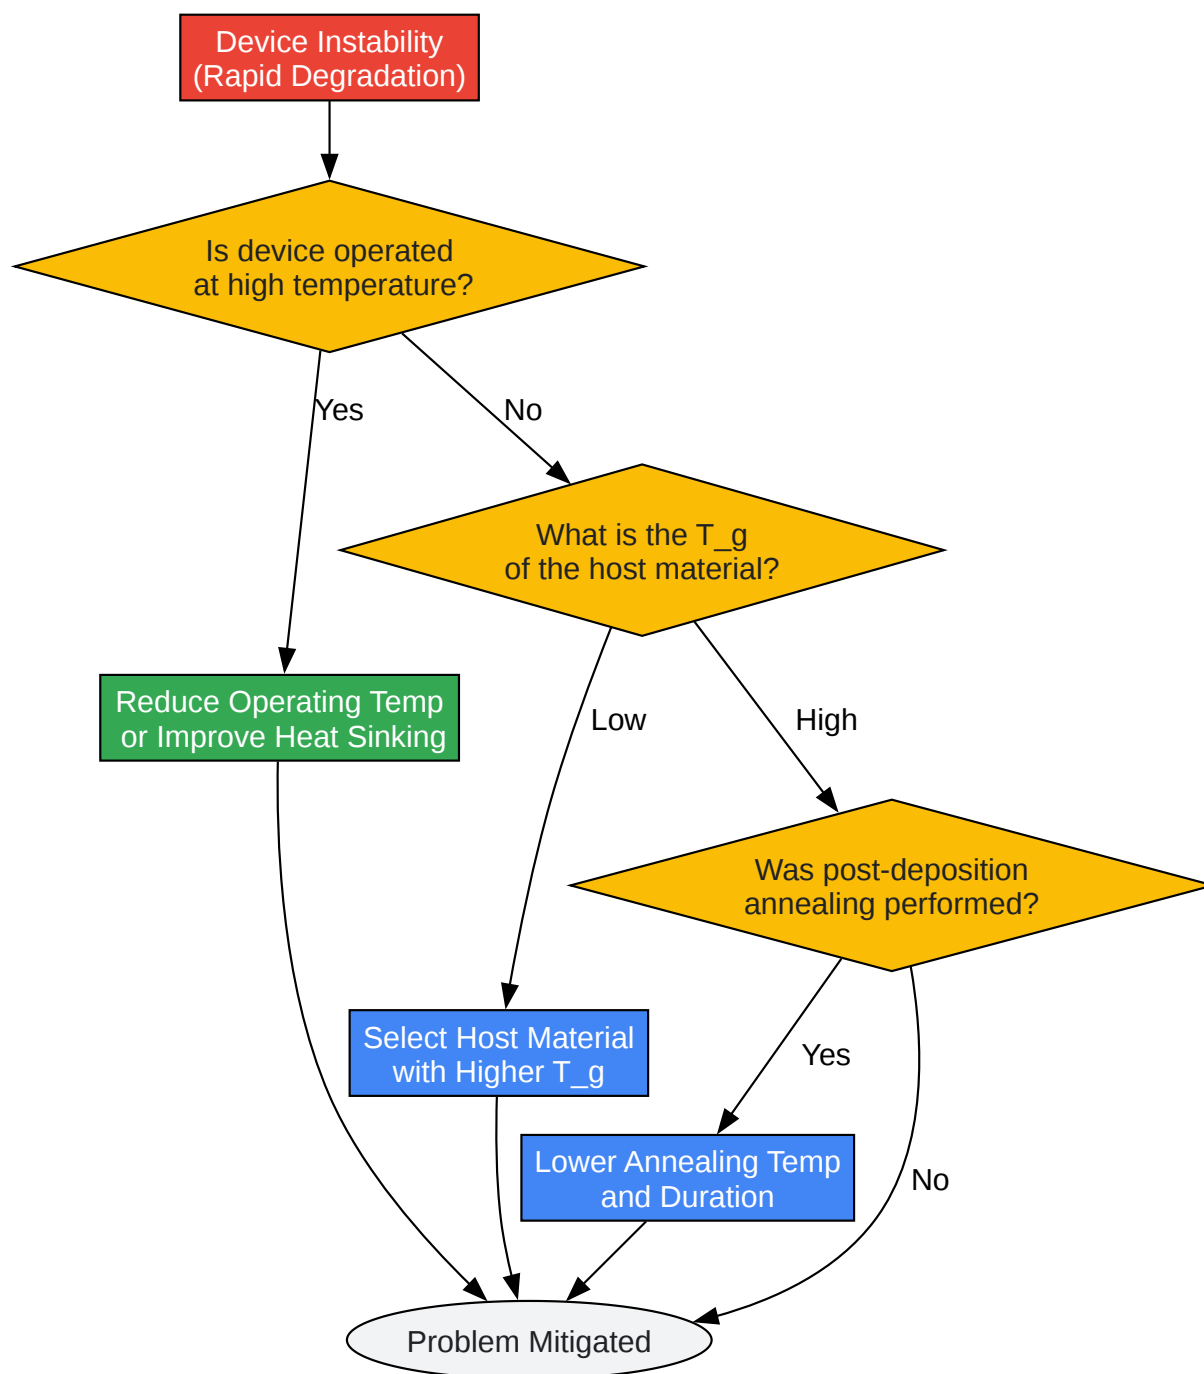 Device Instability
(Rapid Degradation)
Is device operated
at high temperature?
Yes
No
What is the T_g
of the host material?
Reduce Operating Temp
or Improve Heat Sinking
Low
High
Was post-deposition
annealing performed?
Select Host Material
with Higher T_g
Yes
Lower Annealing Temp
and Duration
No
Problem Mitigated